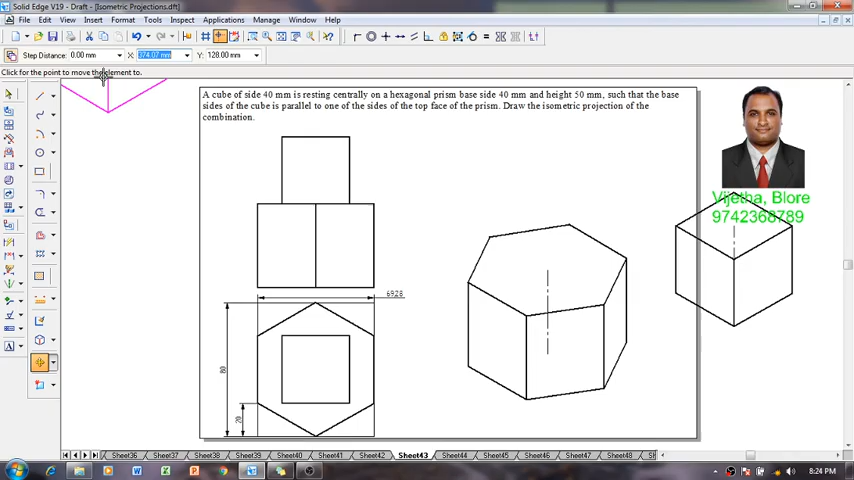 Solid Edge V19 - Draft - [Isometric Projections.dft]
File Edit View Insert Format Tools Inspect Applications Manage Window Help
Step Distance: 0.00 mm X: 374.07 mm Y: 128.00 mm
Click for the point to move the element to.
A cube of side 40 mm is resting centrally on a hexagonal prism base side 40 mm and height 50 mm, such that the base
sides of the cube is parallel to one of the sides of the top face of the prism. Draw the isometric projection of the
combination.
Vijetha, Blore
9742368789
69.28
80
20
Sheet36 Sheet37 Sheet38 Sheet39 Sheet40 Sheet41 Sheet42 Sheet43 Sheet44 Sheet45 Sheet46 Sheet47 Sheet48
8:24 PM